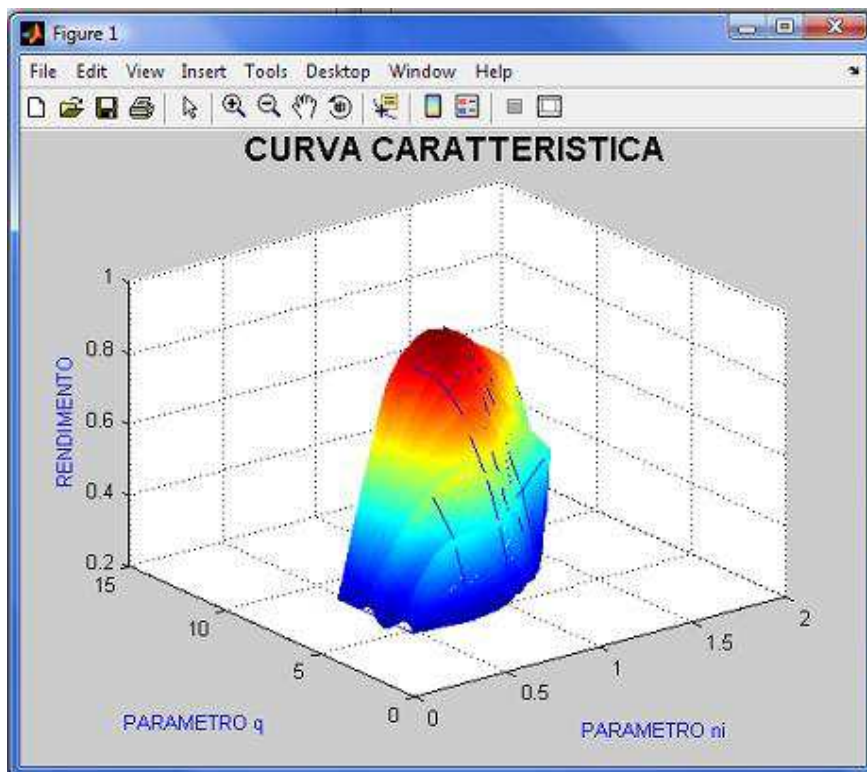 Figure 1
File Edit View Insert Tools Desktop Window Help
CURVA CARATTERISTICA
1
0.8
0.6
0.4
0.2
RENDIMENTO
15
10
5
0
PARAMETRO q
0
0.5
1
1.5
2
PARAMETRO ni